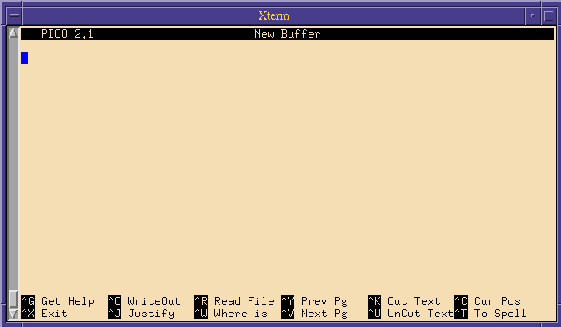 Xterm
PICO 2.1 New Buffer
^G Get Help ^O WriteOut ^R Read File ^Y Prev Pg ^K Cut Text ^C Cur Pos
^X Exit ^J Justify ^W Where is ^V Next Pg ^U UnCut Text ^T To Spell